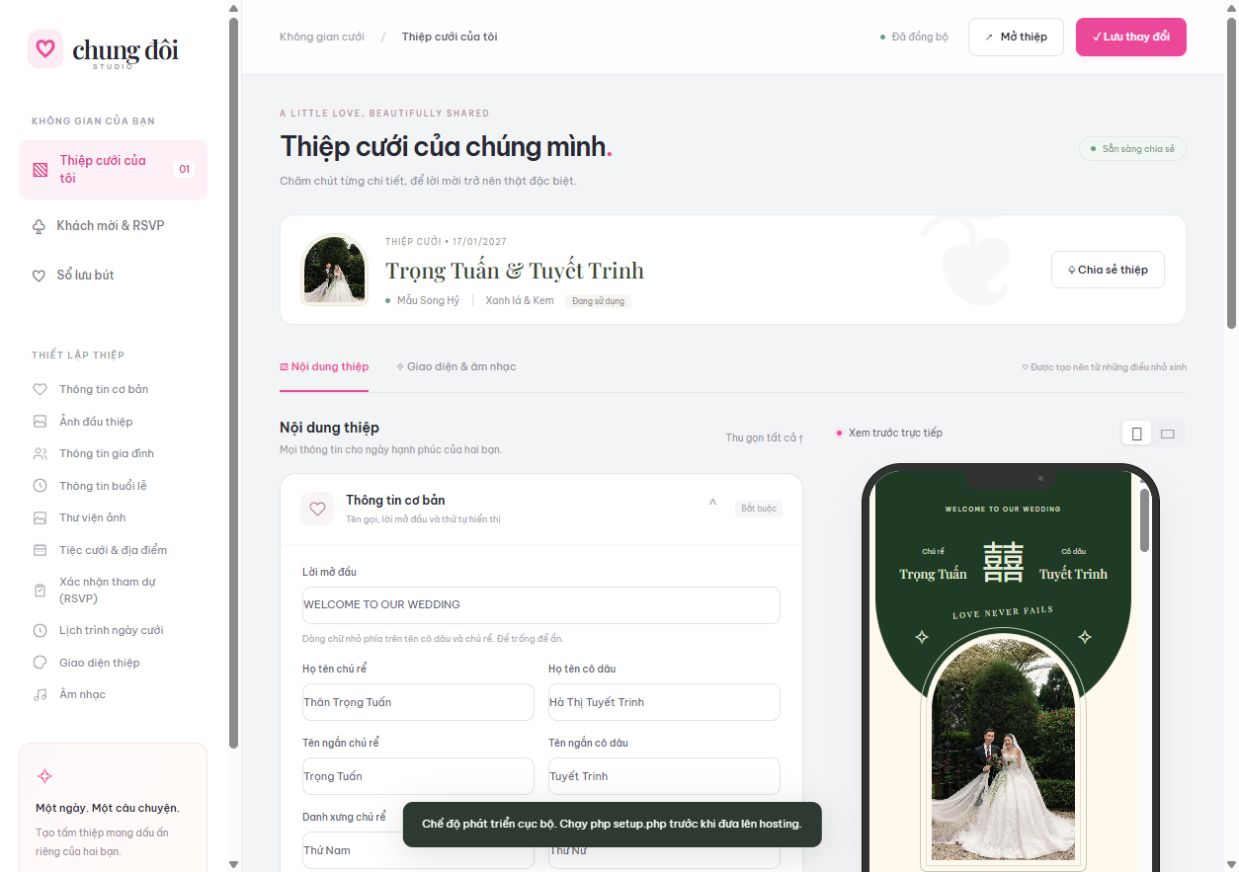 chung đôi
STUDIO
KHÔNG GIAN CỦA BẠN
Thiệp cưới của
tôi
01
Khách mời & RSVP
Sổ lưu bút
THIẾT LẬP THIỆP
Thông tin cơ bản
Ảnh đầu thiệp
Thông tin gia đình
Thông tin buổi lễ
Thư viện ảnh
Tiệc cưới & địa điểm
Xác nhận tham dự
(RSVP)
Lịch trình ngày cưới
Giao diện thiệp
Âm nhạc
Một ngày. Một câu chuyện.
Tạo tấm thiệp mang dấu ấn
riêng của hai bạn.
Không gian cưới / Thiệp cưới của tôi
Đã đồng bộ
↗ Mở thiệp
✓ Lưu thay đổi
A LITTLE LOVE, BEAUTIFULLY SHARED
Thiệp cưới của chúng mình.
Chăm chút từng chi tiết, để lời mời trở nên thật đặc biệt.
Sẵn sàng chia sẻ
THIỆP CƯỚI • 17/01/2027
Trọng Tuấn & Tuyết Trinh
Mẫu Song Hỷ
Xanh lá & Kem
Đang sử dụng
Chia sẻ thiệp
Nội dung thiệp
Giao diện & âm nhạc
Được tạo nên từ những điều nhỏ xinh
Nội dung thiệp
Mọi thông tin cho ngày hạnh phúc của hai bạn.
Thu gọn tất cả ↑
Thông tin cơ bản
Tên gọi, lời mở đầu và thứ tự hiển thị
Bắt buộc
Lời mở đầu
WELCOME TO OUR WEDDING
Dòng chữ nhỏ phía trên tên cô dâu và chú rể. Để trống để ẩn.
Họ tên chú rể
Họ tên cô dâu
Thân Trọng Tuấn
Hà Thị Tuyết Trinh
Tên ngắn chú rể
Tên ngắn cô dâu
Trọng Tuấn
Tuyết Trinh
Danh xưng chú rể
Thứ Nam
Thứ Nữ
Xem trước trực tiếp
WELCOME TO OUR WEDDING
Chú rể
Trọng Tuấn
囍
Cô dâu
Tuyết Trinh
LOVE NEVER FAILS
Chế độ phát triển cục bộ. Chạy php setup.php trước khi đưa lên hosting.